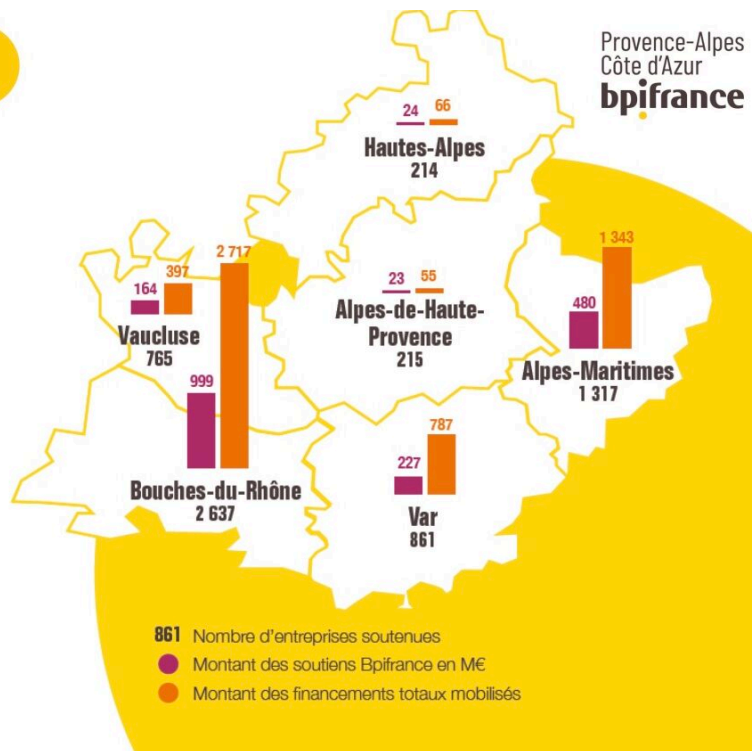 Provence-Alpes
Côte d'Azur
bpifrance
24 66
Hautes-Alpes
214
164 397
Vaucluse
765
23 55
Alpes-de-Haute-
Provence
215
480 1 343
Alpes-Maritimes
1 317
999 2 717
Bouches-du-Rhône
2 637
227 787
Var
861
861 Nombre d'entreprises soutenues
Montant des soutiens Bpifrance en M€
Montant des financements totaux mobilisés